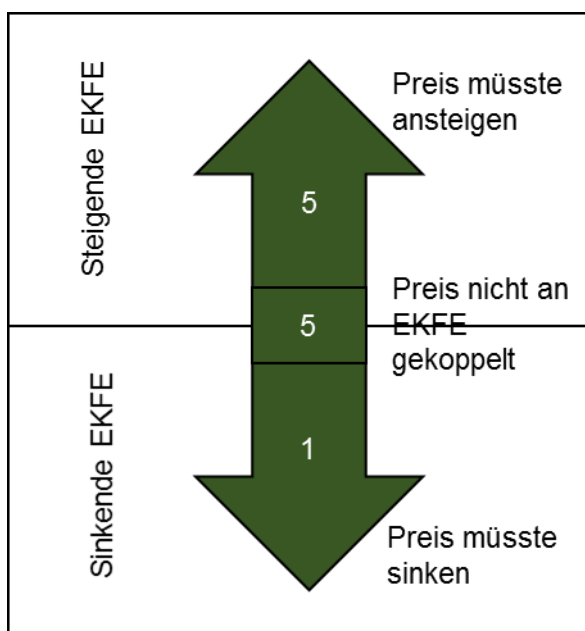 Steigende EKFE
Preis müsste
ansteigen
5
Preis nicht an
EKFE
gekoppelt
5
Sinkende EKFE
1
Preis müsste
sinken